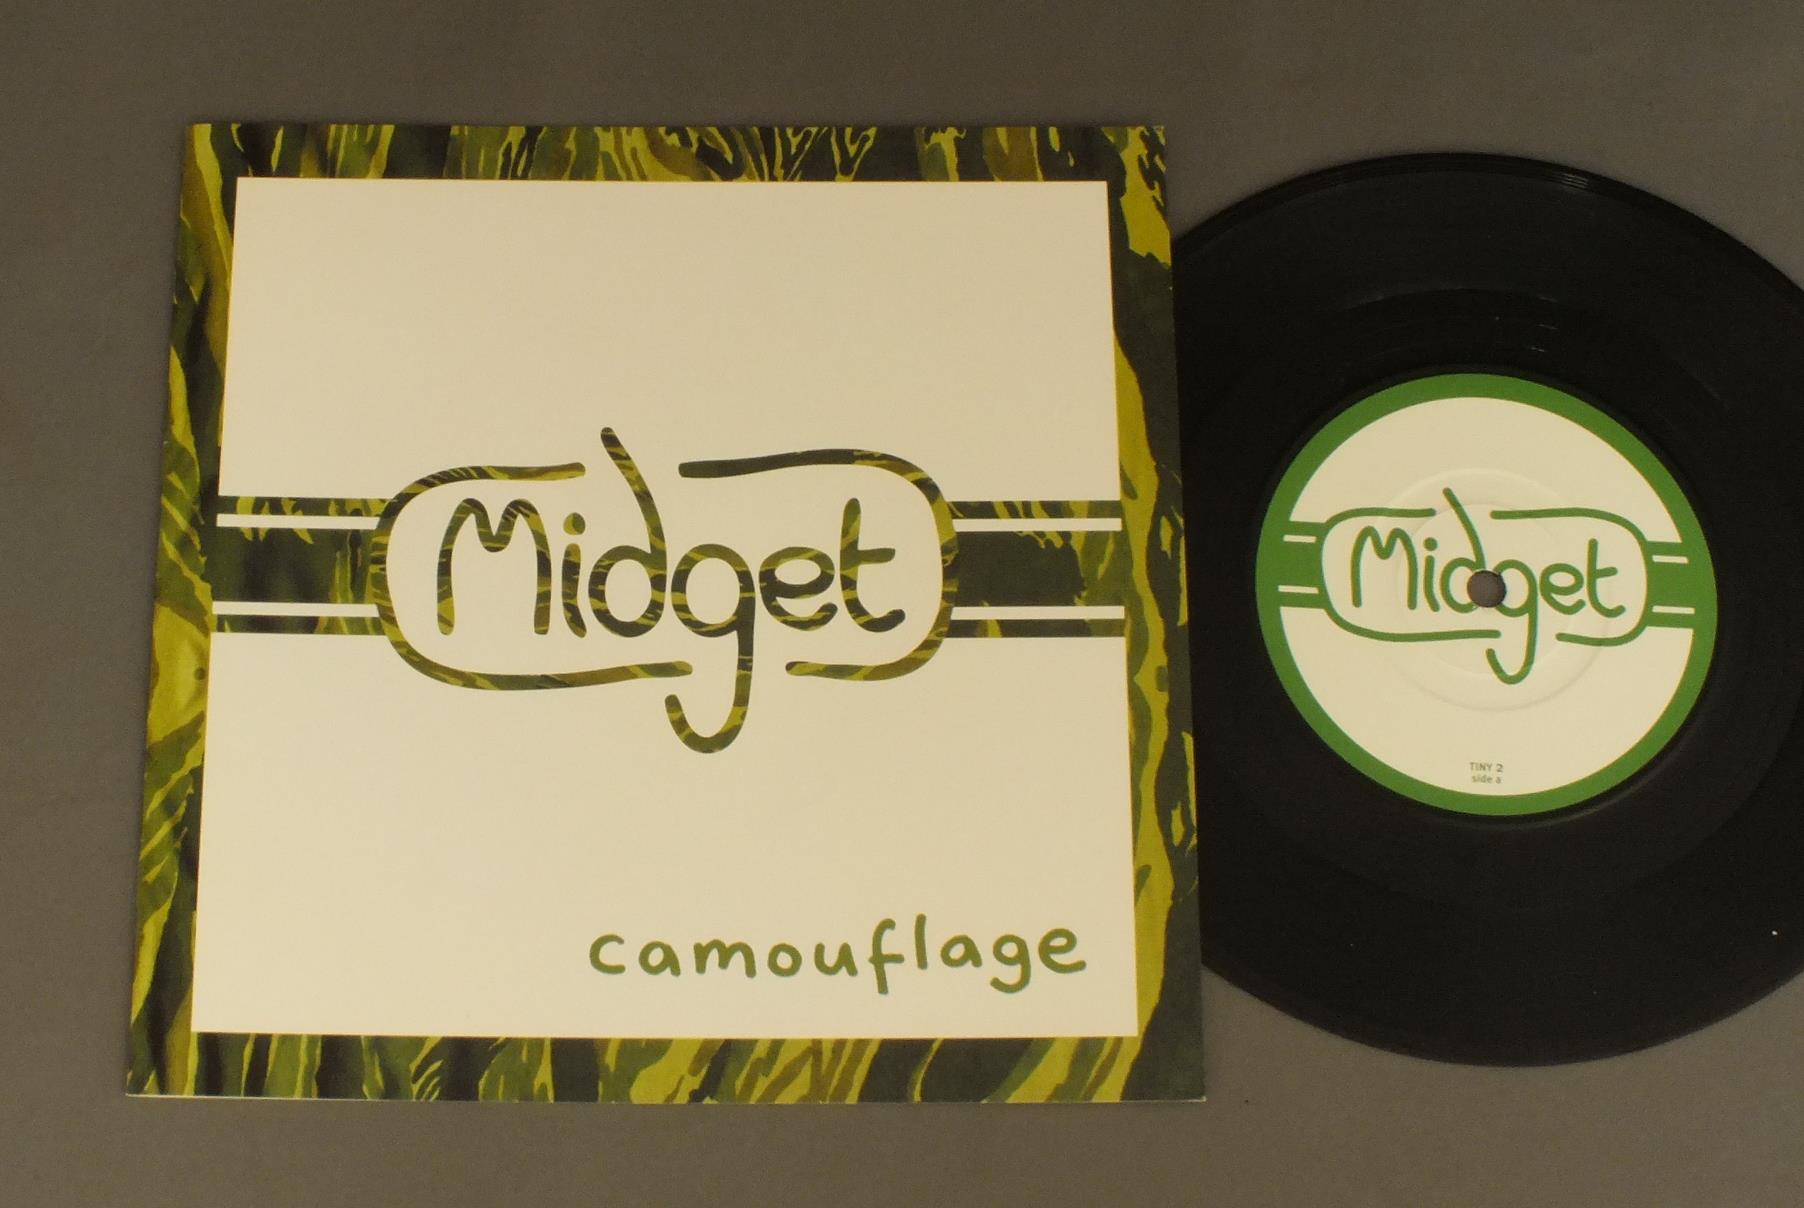 Midget
camouflage
Midget
TINY 2
side a